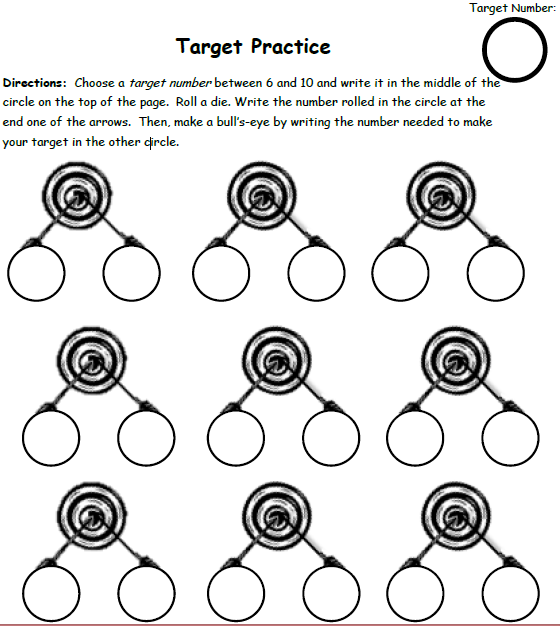 Target Number:
Target Practice
Directions: Choose a target number between 6 and 10 and write it in the middle of the
circle on the top of the page. Roll a die. Write the number rolled in the circle at the
end one of the arrows. Then, make a bull's-eye by writing the number needed to make
your target in the other circle.